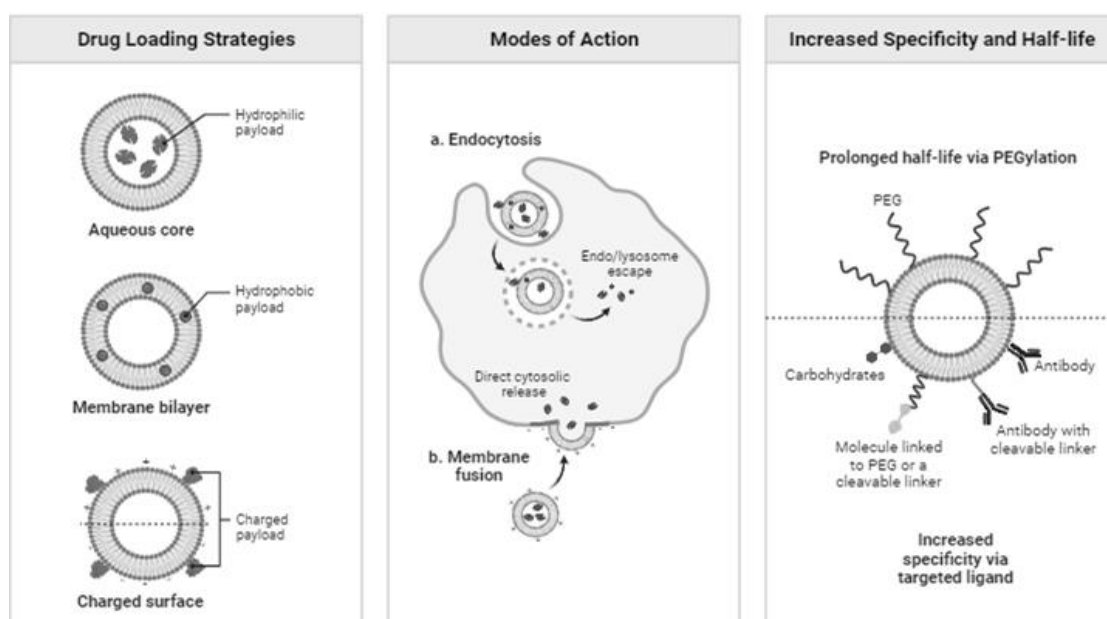 Drug Loading Strategies
Hydrophilic
payload
Aqueous core
Hydrophobic
payload
Membrane bilayer
Charged
payload
Charged surface
Modes of Action
a. Endocytosis
Endo/lysosome
escape
Direct cytosolic
release
b. Membrane
fusion
Increased Specificity and Half-life
Prolonged half-life via PEGylation
PEG
Carbohydrates
Antibody
Molecule linked
to PEG or a
cleavable linker
Antibody with
cleavable linker
Increased
specificity via
targeted ligand